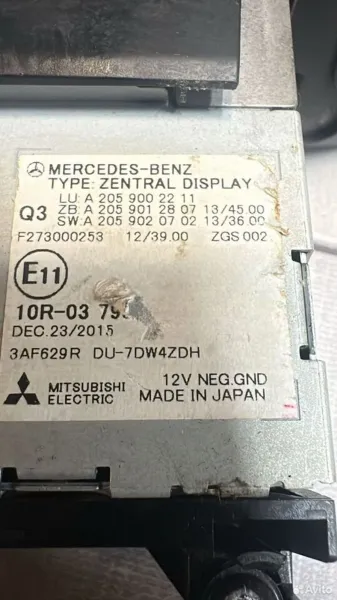 MERCEDES-BENZ
TYPE: ZENTRAL DISPLAY
LU: A 205 900 22 11
Q3 ZB: A 205 901 28 07 13/45 00
SW: A 205 902 07 02 13/36 00
F273000253 12/39.00 ZGS 002
E11
10R-03 79
DEC.23/2015
3AF629R DU-7DW4ZDH
MITSUBISHI ELECTRIC
12V NEG.GND
MADE IN JAPAN
Avito